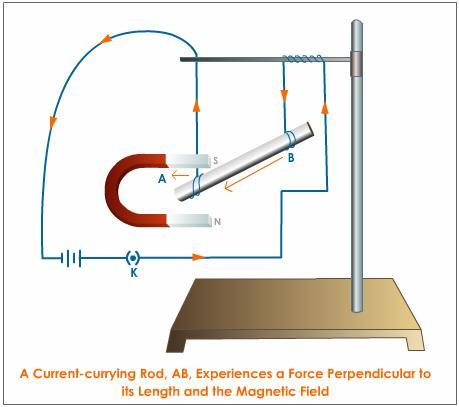 S
A
B
N
K
A Current-currying Rod, AB, Experiences a Force Perpendicular to
its Length and the Magnetic Field